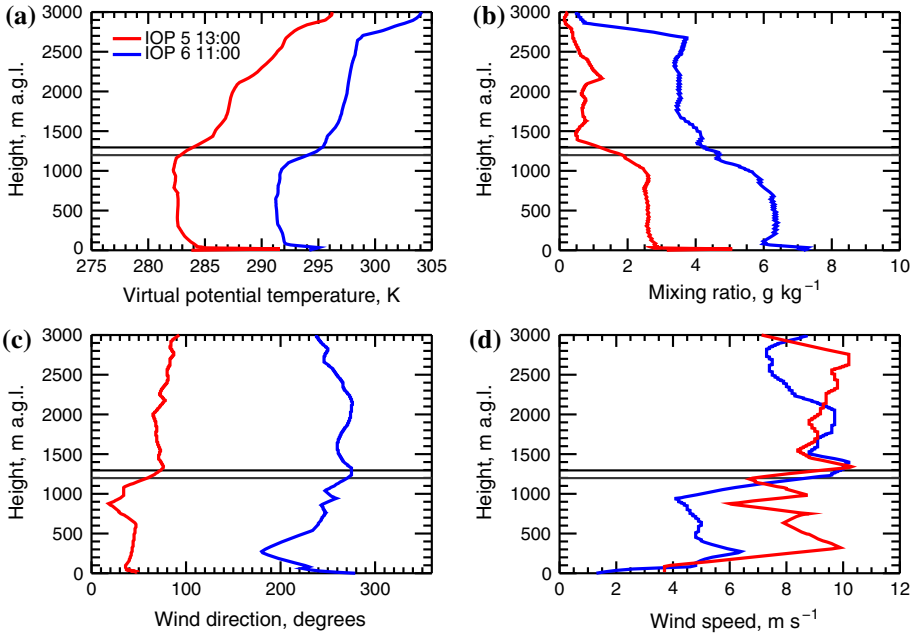 (a)
3000
2500
2000
1500
1000
500
0
Height, m a.g.l.
IOP 5 13:00
IOP 6 11:00
275 280 285 290 295 300 305
Virtual potential temperature, K
(b)
3000
2500
2000
1500
1000
500
0
Height, m a.g.l.
0 2 4 6 8 10
Mixing ratio, g kg⁻¹
(c)
3000
2500
2000
1500
1000
500
0
Height, m a.g.l.
0 100 200 300
Wind direction, degrees
(d)
3000
2500
2000
1500
1000
500
0
Height, m a.g.l.
0 2 4 6 8 10 12
Wind speed, m s⁻¹